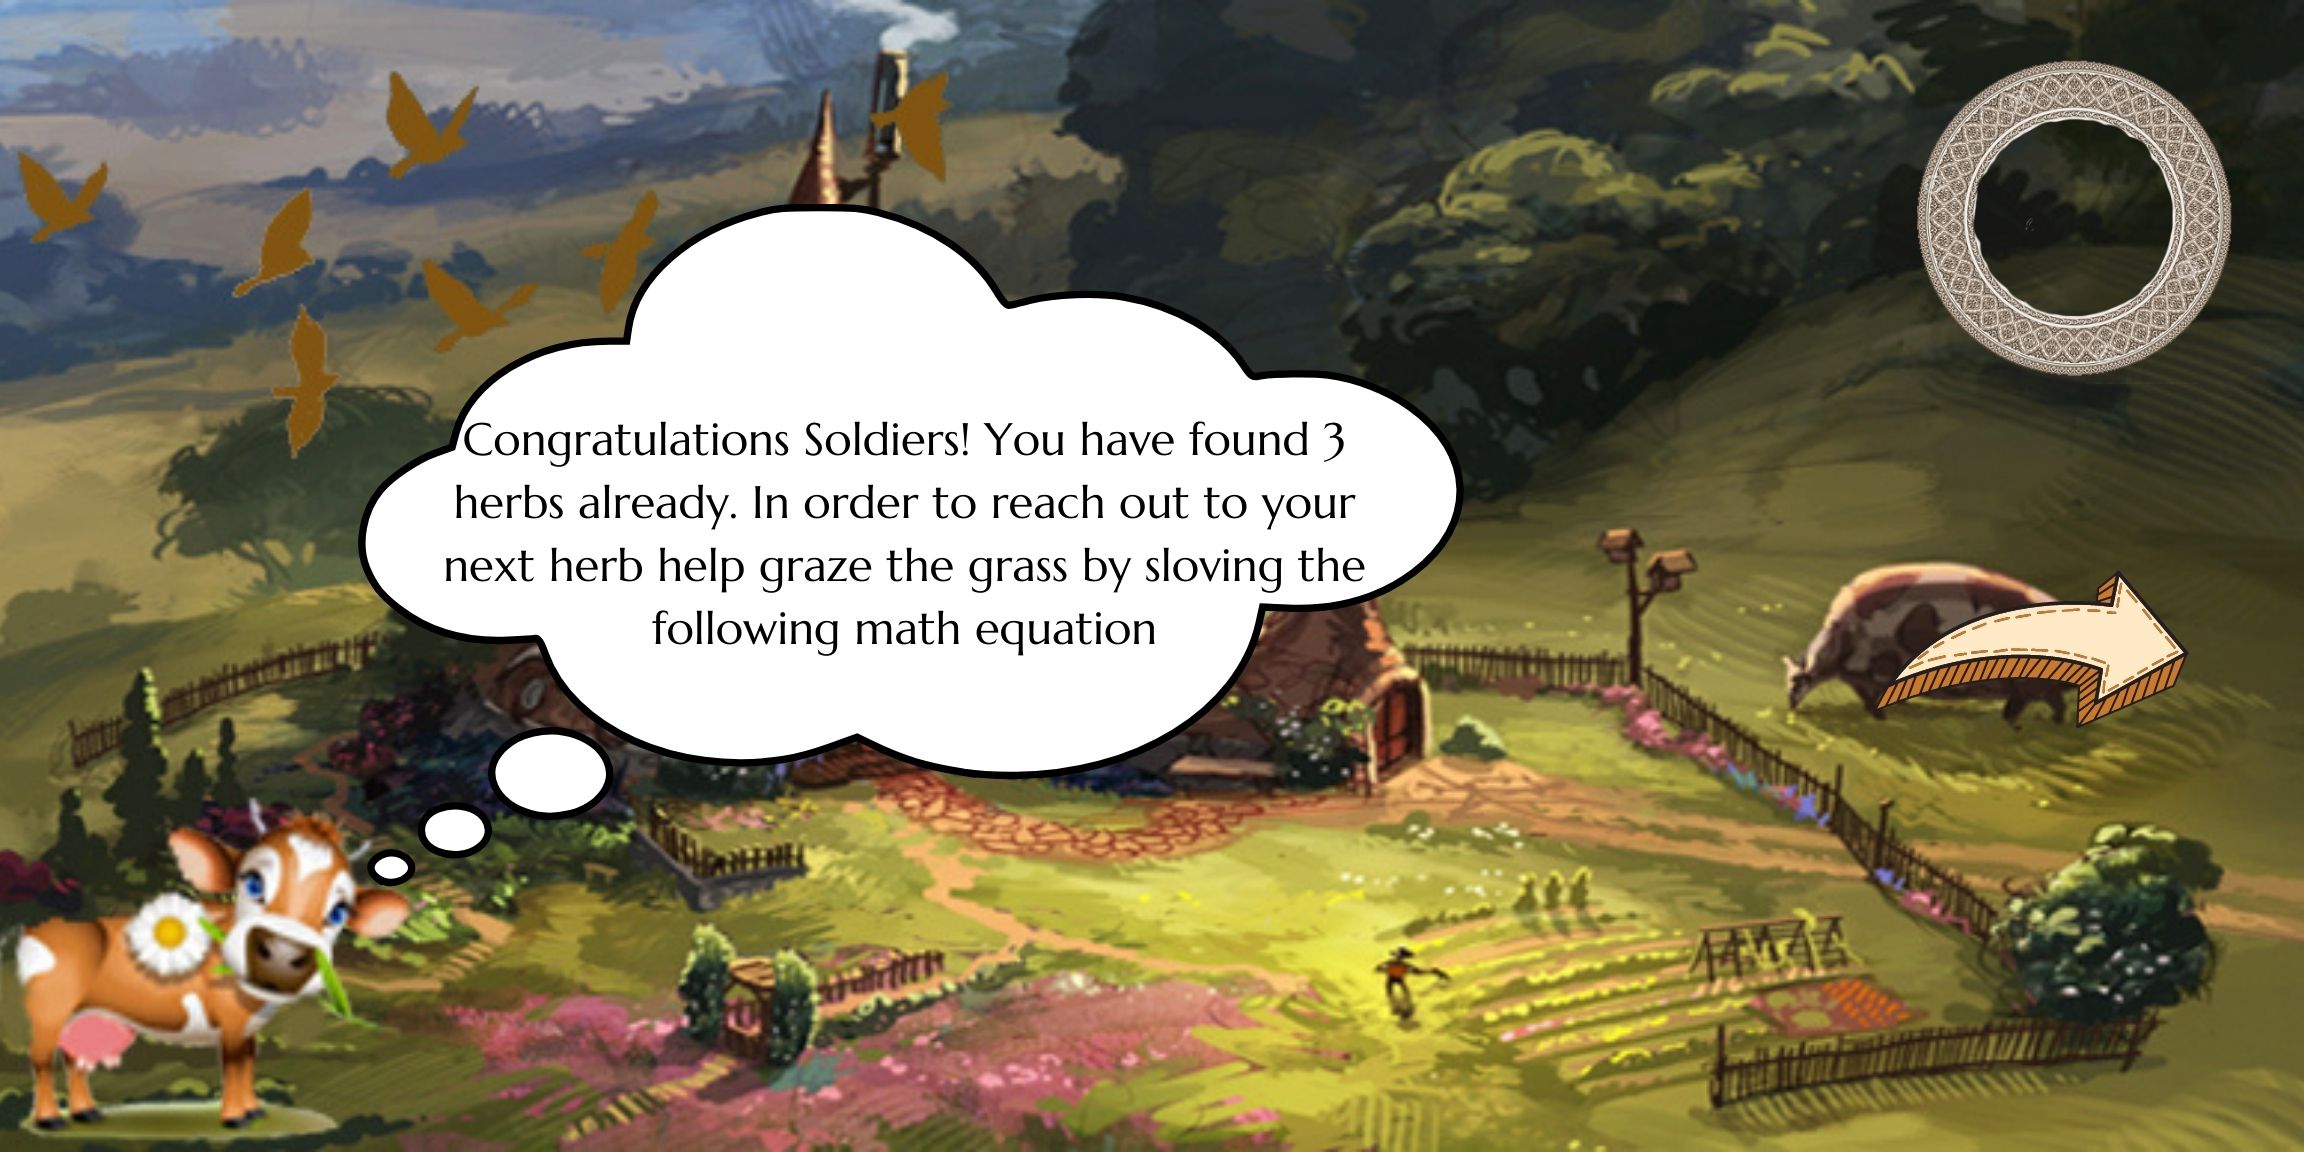 Congratulations Soldiers! You have found 3
herbs already. In order to reach out to your
next herb help graze the grass by sloving the
following math equation